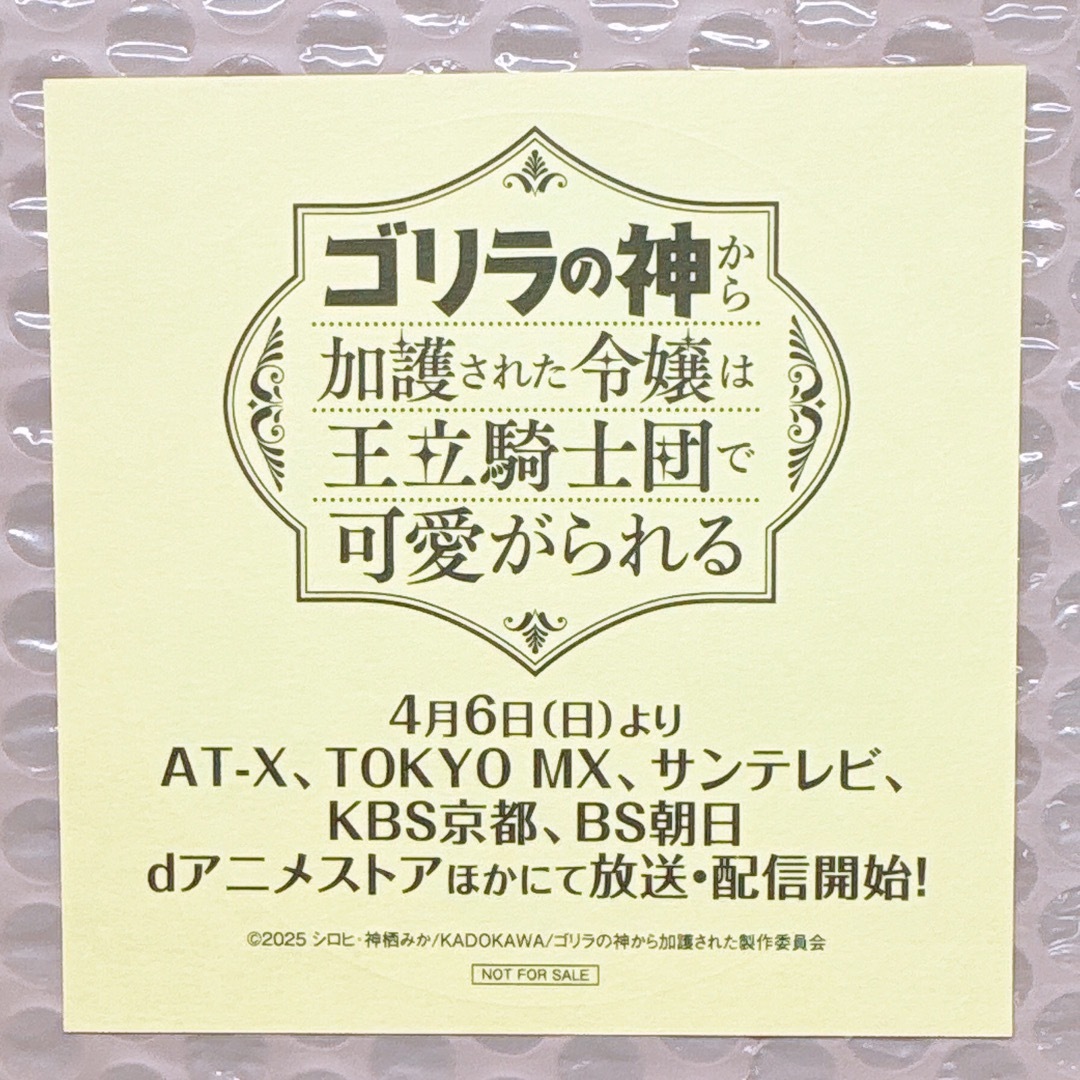 ゴリラの神から
加護された令嬢は
王立騎士団で
可愛がられる
4月6日(日)より
AT-X、TOKYO MX、サンテレビ、
KBS京都、BS朝日
dアニメストアほかにて放送・配信開始!
©2025 シロヒ・神栖みか/KADOKAWA/ゴリラの神から加護された製作委員会
NOT FOR SALE